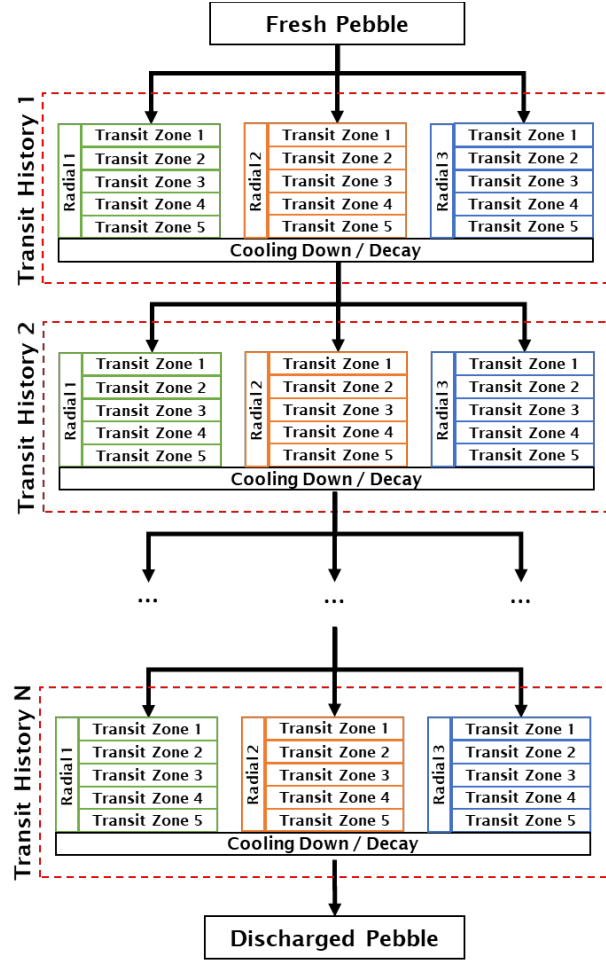 Fresh Pebble
Transit History 1
Radial 1
Transit Zone 1
Transit Zone 2
Transit Zone 3
Transit Zone 4
Transit Zone 5
Radial 2
Transit Zone 1
Transit Zone 2
Transit Zone 3
Transit Zone 4
Transit Zone 5
Radial 3
Transit Zone 1
Transit Zone 2
Transit Zone 3
Transit Zone 4
Transit Zone 5
Cooling Down / Decay
Transit History 2
Radial 1
Transit Zone 1
Transit Zone 2
Transit Zone 3
Transit Zone 4
Transit Zone 5
Radial 2
Transit Zone 1
Transit Zone 2
Transit Zone 3
Transit Zone 4
Transit Zone 5
Radial 3
Transit Zone 1
Transit Zone 2
Transit Zone 3
Transit Zone 4
Transit Zone 5
Cooling Down / Decay
...
...
...
Transit History N
Radial 1
Transit Zone 1
Transit Zone 2
Transit Zone 3
Transit Zone 4
Transit Zone 5
Radial 2
Transit Zone 1
Transit Zone 2
Transit Zone 3
Transit Zone 4
Transit Zone 5
Radial 3
Transit Zone 1
Transit Zone 2
Transit Zone 3
Transit Zone 4
Transit Zone 5
Cooling Down / Decay
Discharged Pebble